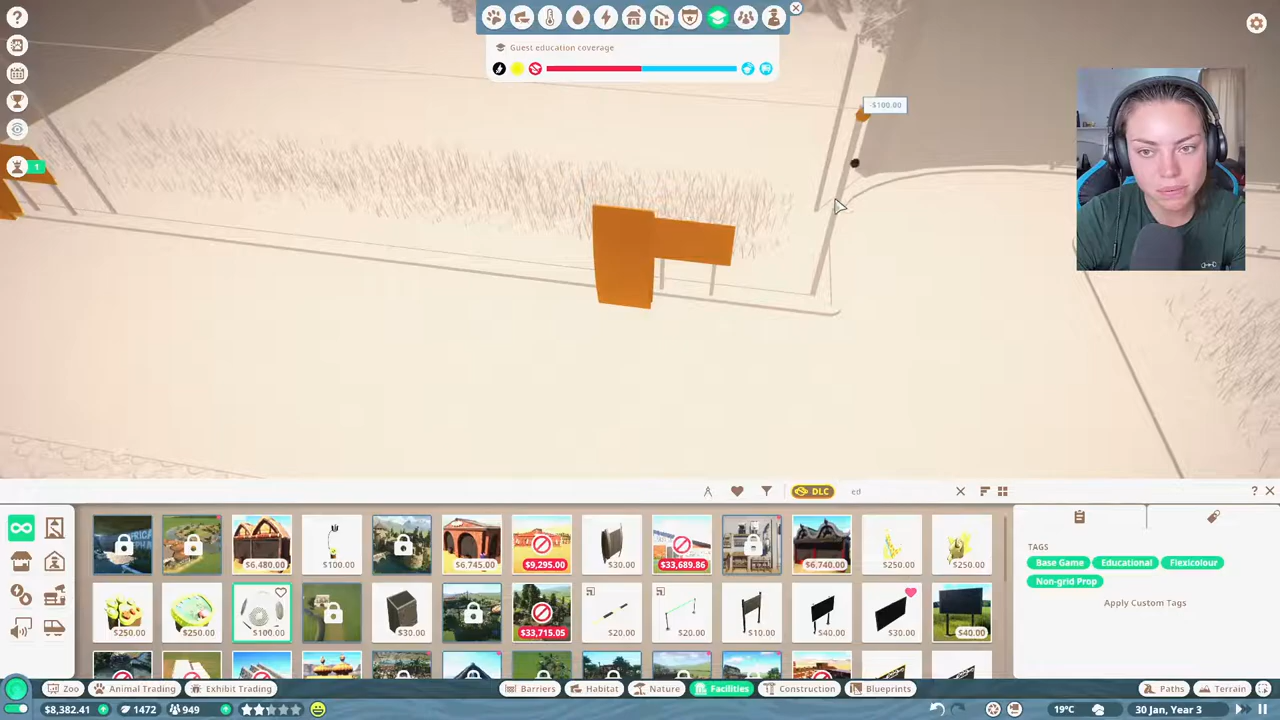 Guest education coverage
1
-$100.00
DLC
ed
$6,480.00
$100.00
$6,745.00
$9,295.00
$30.00
$33,689.86
$6,740.00
$250.00
$250.00
$250.00
$250.00
$100.00
$30.00
$33,715.05
$20.00
$20.00
$10.00
$40.00
$30.00
$40.00
TAGS
Base Game
Educational
Flexicolour
Non-grid Prop
Apply Custom Tags
Zoo
Animal Trading
Exhibit Trading
Barriers
Habitat
Nature
Facilities
Construction
Blueprints
Paths
Terrain
$8,382.41
1472
949
19°C
30 Jan, Year 3